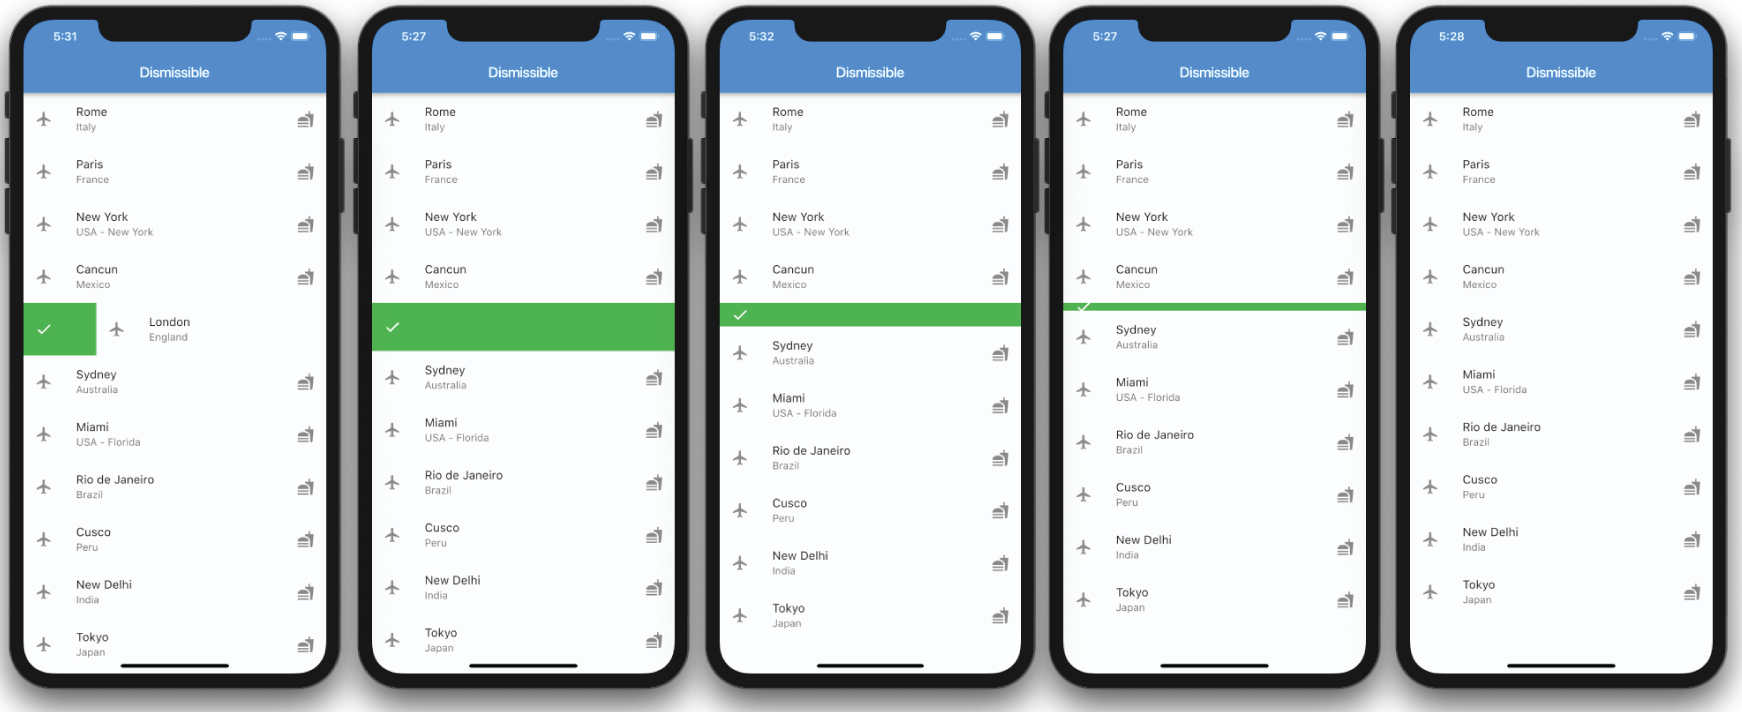 5:31
Dismissible
Rome
Italy
Paris
France
New York
USA - New York
Cancun
Mexico
London
England
Sydney
Australia
Miami
USA - Florida
Rio de Janeiro
Brazil
Cusco
Peru
New Delhi
India
Tokyo
Japan
5:27
Dismissible
Rome
Italy
Paris
France
New York
USA - New York
Cancun
Mexico
Sydney
Australia
Miami
USA - Florida
Rio de Janeiro
Brazil
Cusco
Peru
New Delhi
India
Tokyo
Japan
5:32
Dismissible
Rome
Italy
Paris
France
New York
USA - New York
Cancun
Mexico
Sydney
Australia
Miami
USA - Florida
Rio de Janeiro
Brazil
Cusco
Peru
New Delhi
India
Tokyo
Japan
5:27
Dismissible
Rome
Italy
Paris
France
New York
USA - New York
Cancun
Mexico
Sydney
Australia
Miami
USA - Florida
Rio de Janeiro
Brazil
Cusco
Peru
New Delhi
India
Tokyo
Japan
5:28
Dismissible
Rome
Italy
Paris
France
New York
USA - New York
Cancun
Mexico
Sydney
Australia
Miami
USA - Florida
Rio de Janeiro
Brazil
Cusco
Peru
New Delhi
India
Tokyo
Japan